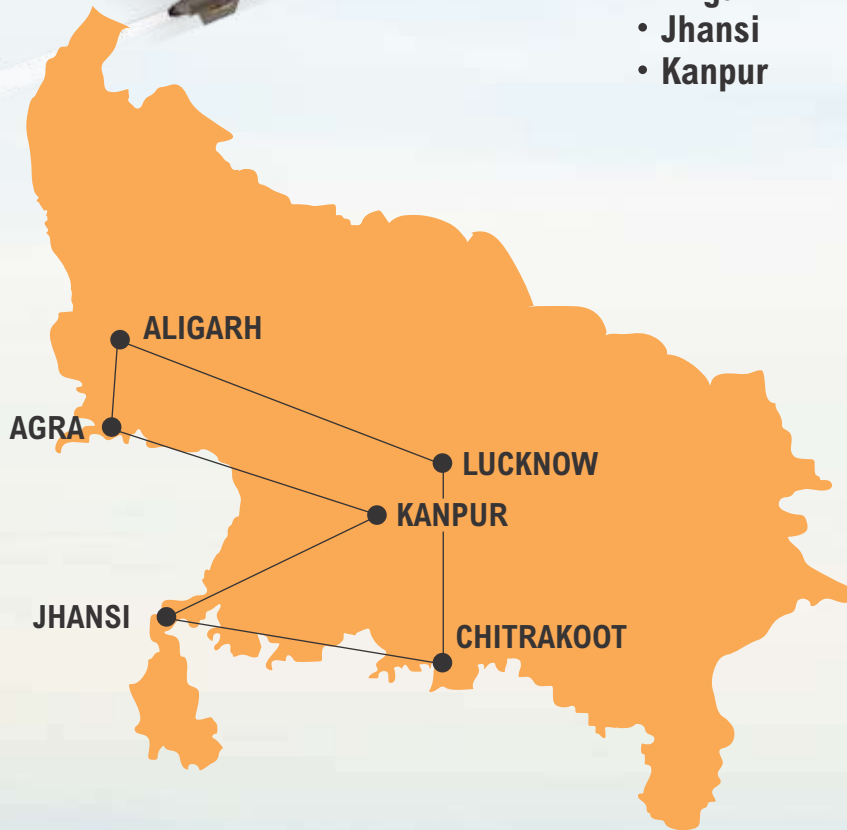 • Jhansi
• Kanpur
ALIGARH
AGRA
LUCKNOW
KANPUR
JHANSI
CHITRAKOOT